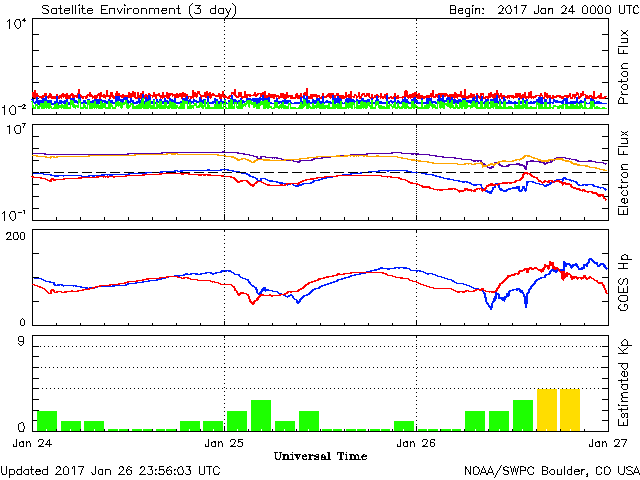 Satellite Environment (3 day) Begin: 2017 Jan 24 0000 UTC
10^4
10^-2
Proton Flux
10^7
10^-1
Electron Flux
200
0
GOES Hp
9
0
Estimated Kp
Jan 24 Jan 25 Jan 26 Jan 27
Universal Time
Updated 2017 Jan 26 23:56:03 UTC NOAA/SWPC Boulder, CO USA